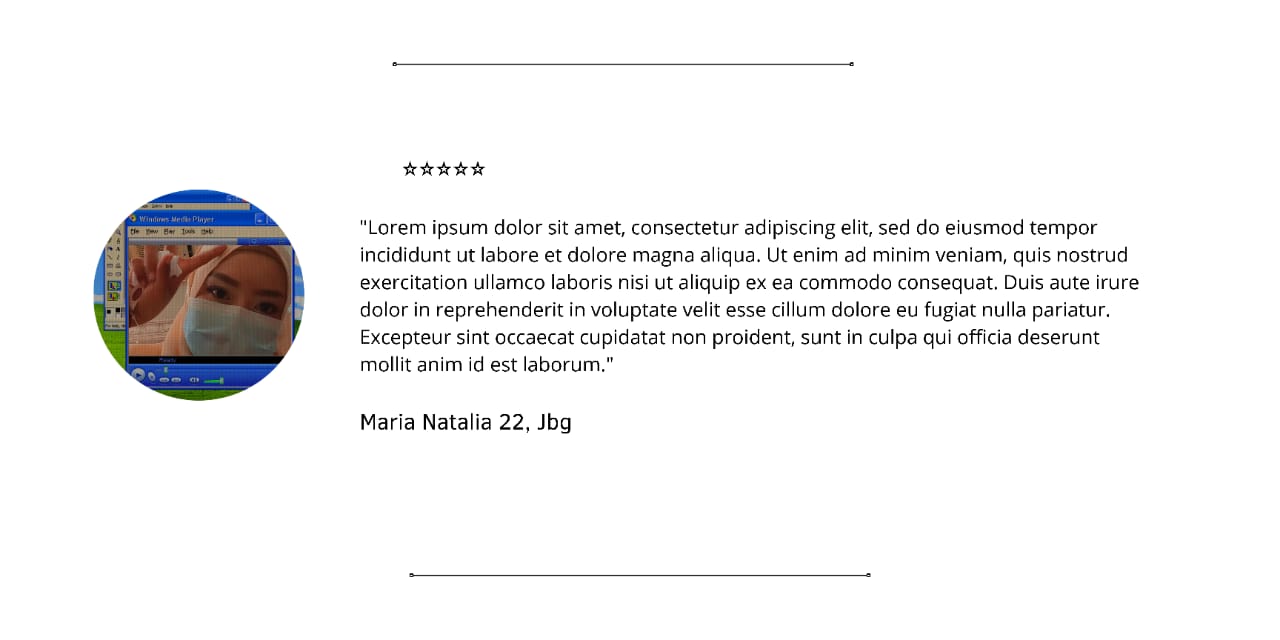 ☆☆☆☆☆
Windows Media Player
File View Play Tools Help
"Lorem ipsum dolor sit amet, consectetur adipiscing elit, sed do eiusmod tempor
incididunt ut labore et dolore magna aliqua. Ut enim ad minim veniam, quis nostrud
exercitation ullamco laboris nisi ut aliquip ex ea commodo consequat. Duis aute irure
dolor in reprehenderit in voluptate velit esse cillum dolore eu fugiat nulla pariatur.
Excepteur sint occaecat cupidatat non proident, sunt in culpa qui officia deserunt
mollit anim id est laborum."
Maria Natalia 22, Jbg